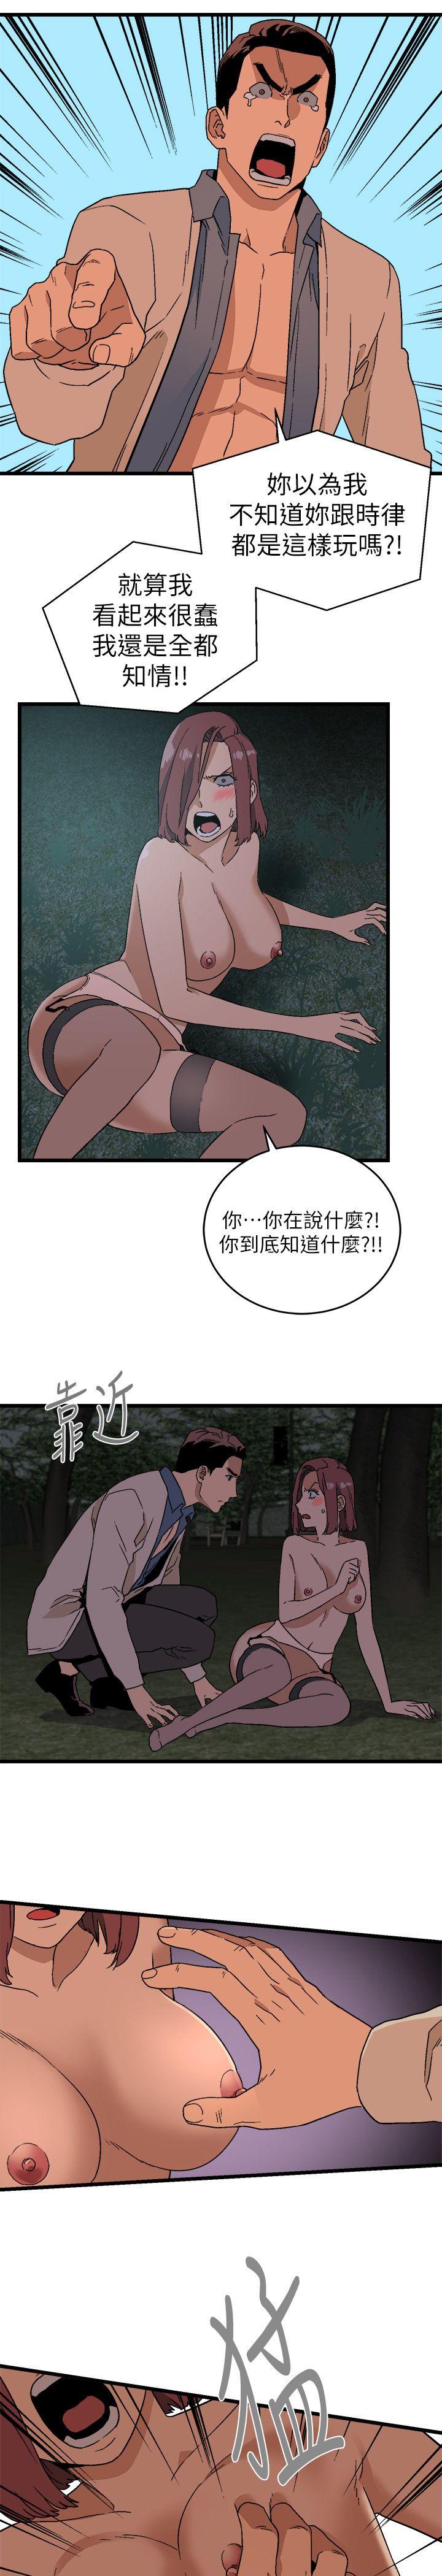 妳以為我
不知道妳跟時律
都是這樣玩嗎?!
就算我
看起來很蠢
我還是全都
知情!!
你…你在說什麼?!
你到底知道什麼?!!
靠近
猛